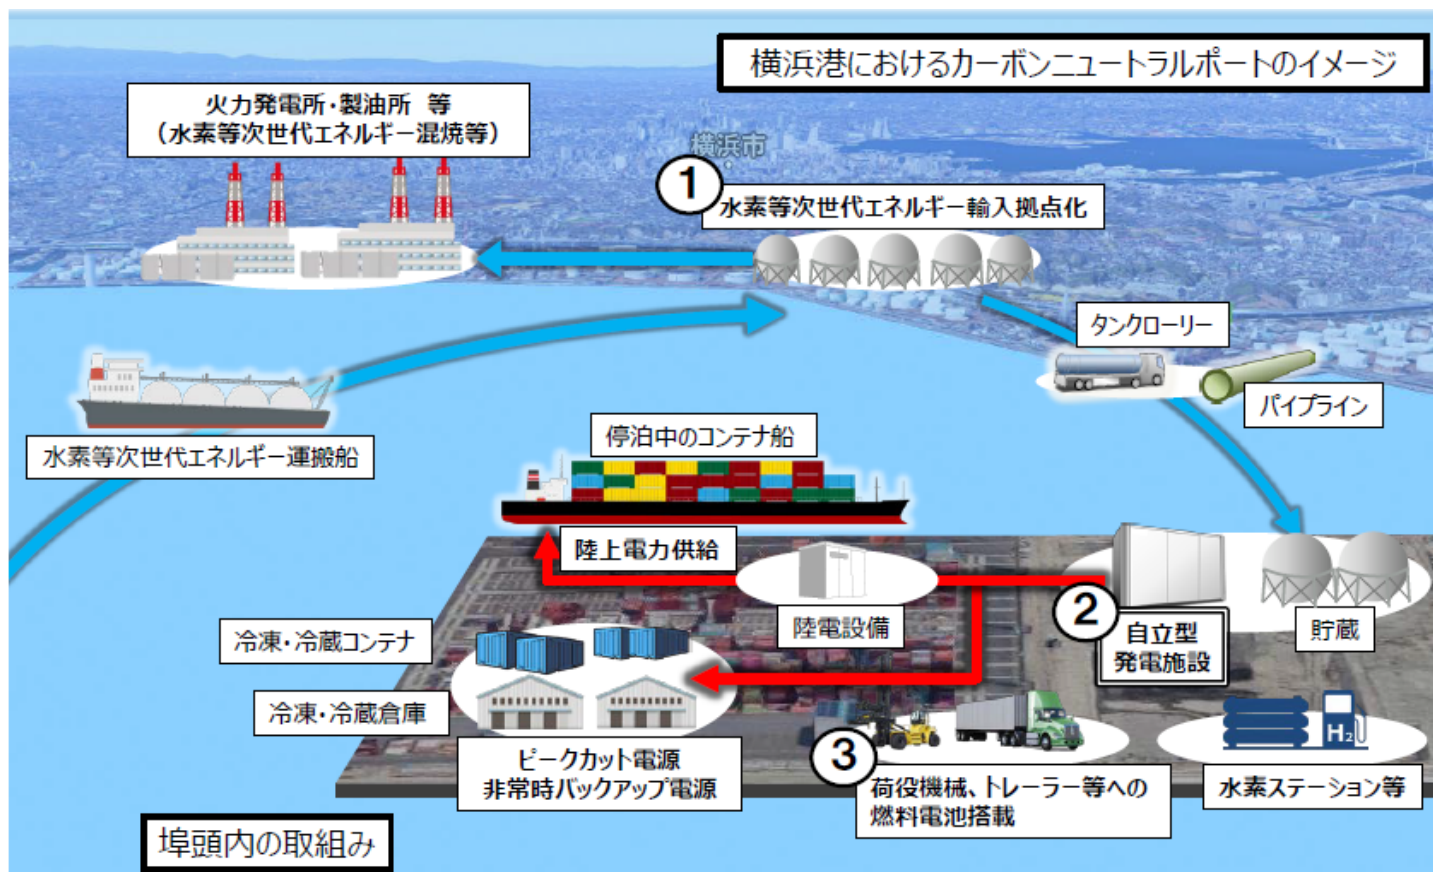 横浜港におけるカーボンニュートラルポートのイメージ
火力発電所・製油所 等
（水素等次世代エネルギー混焼等）
横浜市
①
水素等次世代エネルギー輸入拠点化
タンクローリー
パイプライン
水素等次世代エネルギー運搬船
停泊中のコンテナ船
陸上電力供給
陸電設備
②
自立型
発電施設
貯蔵
冷凍・冷蔵コンテナ
冷凍・冷蔵倉庫
ピークカット電源
非常時バックアップ電源
③
荷役機械、トレーラー等への
燃料電池搭載
H₂
水素ステーション等
埠頭内の取組み